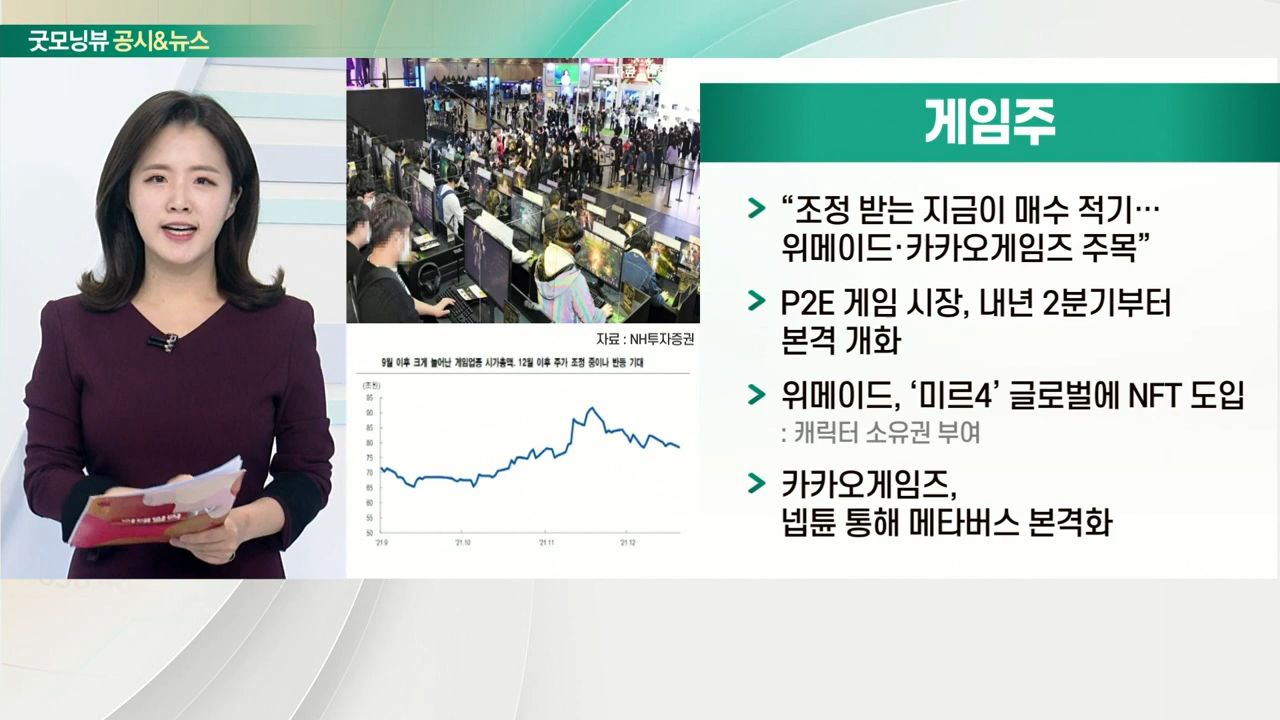 굿모닝뷰 공시&뉴스
게임주
“조정 받는 지금이 매수 적기…
위메이드·카카오게임즈 주목”
P2E 게임 시장, 내년 2분기부터
본격 개화
위메이드, ‘미르4’ 글로벌에 NFT 도입
: 캐릭터 소유권 부여
카카오게임즈,
넵튠 통해 메타버스 본격화
자료 : NH투자증권
9월 이후 크게 늘어난 게임업종 시가총액. 12월 이후 주가 조정 중이나 반등 기대
(조원)
95
90
85
80
75
70
65
60
55
50
'21.9 '21.10 '21.11 '21.12